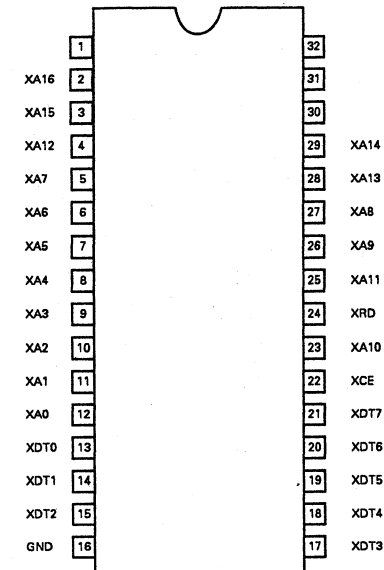 1 32
XA16 2 31
XA15 3 30
XA12 4 29 XA14
XA7 5 28 XA13
XA6 6 27 XA8
XA5 7 26 XA9
XA4 8 25 XA11
XA3 9 24 XRD
XA2 10 23 XA10
XA1 11 22 XCE
XA0 12 21 XDT7
XDT0 13 20 XDT6
XDT1 14 19 XDT5
XDT2 15 18 XDT4
GND 16 17 XDT3